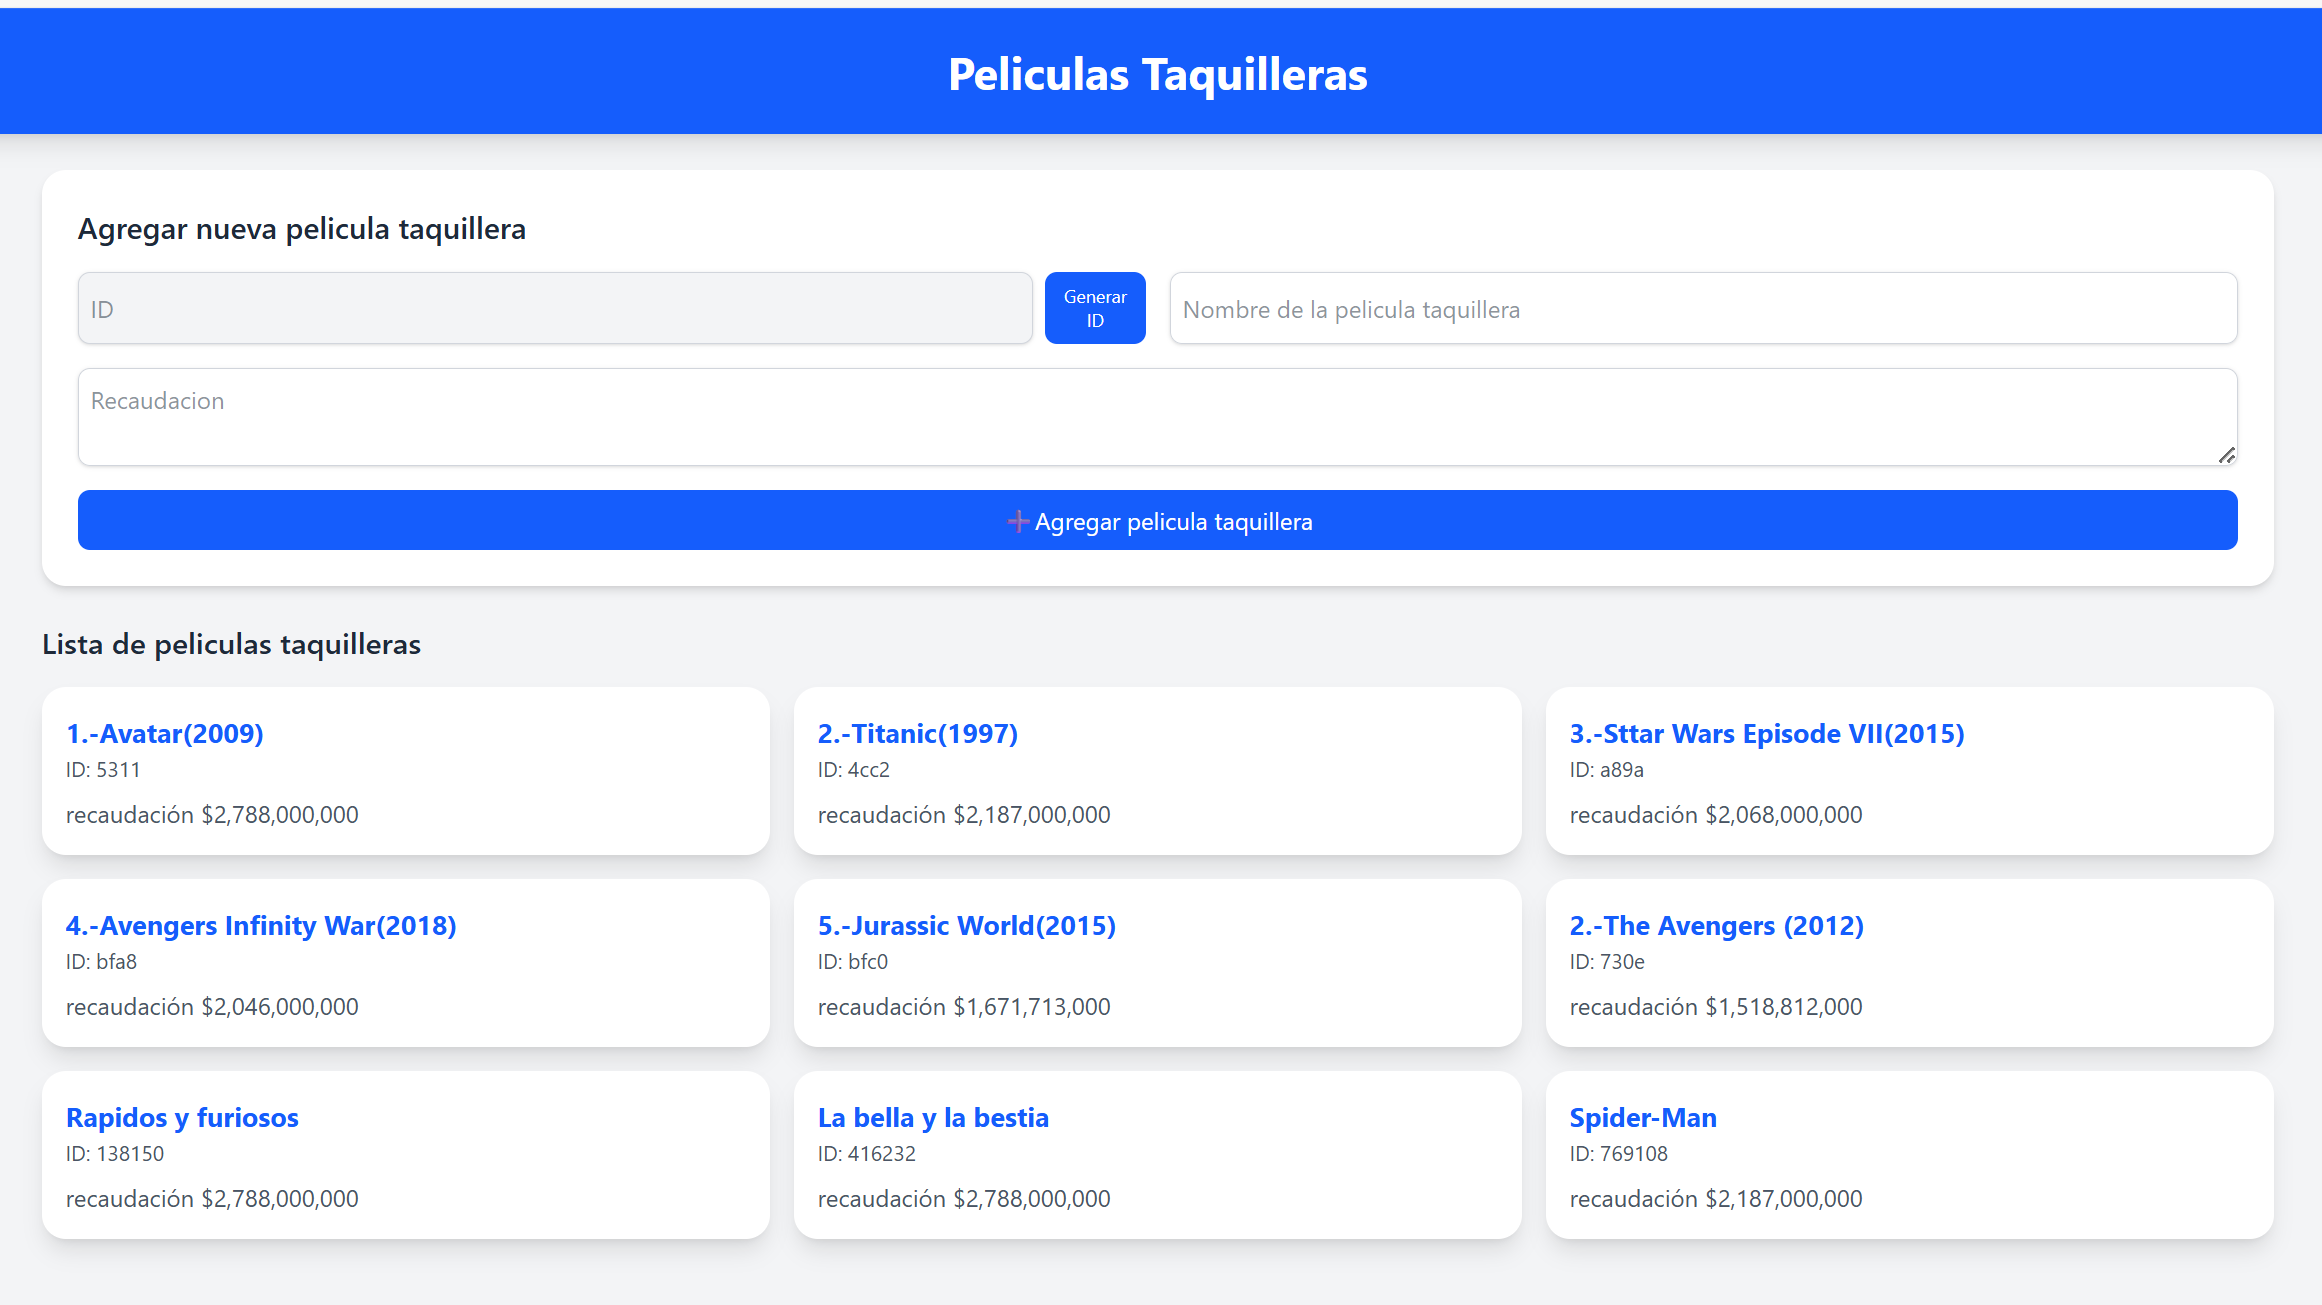 Peliculas Taquilleras
Agregar nueva pelicula taquillera
ID
Generar
ID
Nombre de la pelicula taquillera
Recaudacion
➕Agregar pelicula taquillera
Lista de peliculas taquilleras
1.-Avatar(2009)
ID: 5311
recaudación $2,788,000,000
2.-Titanic(1997)
ID: 4cc2
recaudación $2,187,000,000
3.-Sttar Wars Episode VII(2015)
ID: a89a
recaudación $2,068,000,000
4.-Avengers Infinity War(2018)
ID: bfa8
recaudación $2,046,000,000
5.-Jurassic World(2015)
ID: bfc0
recaudación $1,671,713,000
2.-The Avengers (2012)
ID: 730e
recaudación $1,518,812,000
Rapidos y furiosos
ID: 138150
recaudación $2,788,000,000
La bella y la bestia
ID: 416232
recaudación $2,788,000,000
Spider-Man
ID: 769108
recaudación $2,187,000,000